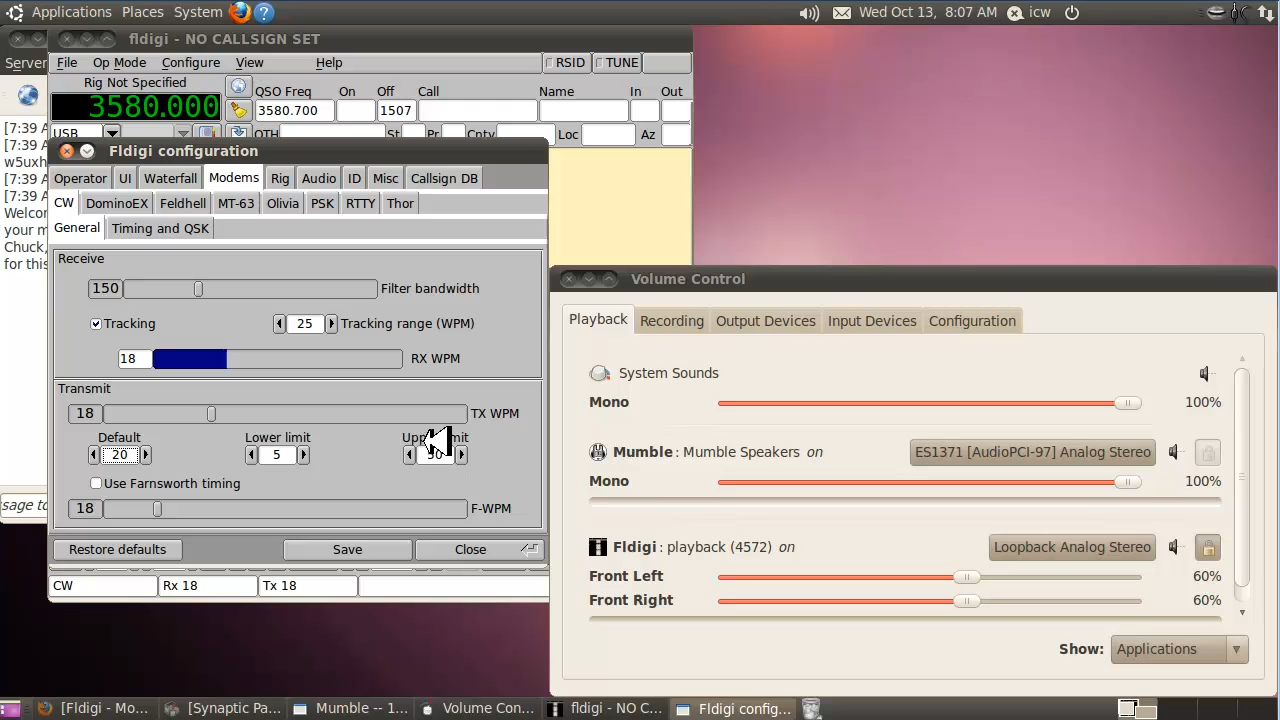 Applications Places System Wed Oct 13, 8:07 AM icw
fldigi - NO CALLSIGN SET
Server
File Op Mode Configure View Help RSID TUNE
Rig Not Specified QSO Freq On Off Call Name In Out
3580.000 3580.700 1507
USB QTH St Pr Cnty Loc Az
[7:39 A
[7:39 A
w5uxh
[7:39 A
[7:39 A
Welcom
your m
Chuck,
for this
Fldigi configuration
Operator UI Waterfall Modems Rig Audio ID Misc Callsign DB
CW DominoEX Feldhell MT-63 Olivia PSK RTTY Thor
General Timing and QSK
Receive
150 Filter bandwidth
Tracking 25 Tracking range (WPM)
18 RX WPM
Transmit
18 TX WPM
Default Lower limit
20 5
Use Farnsworth timing
18 F-WPM
Restore defaults Save Close
CW Rx 18 Tx 18
ssage to
Volume Control
Playback Recording Output Devices Input Devices Configuration
System Sounds
Mono 100%
Mumble : Mumble Speakers on ES1371 [AudioPCI-97] Analog Stereo
Mono 100%
Fldigi : playback (4572) on Loopback Analog Stereo
Front Left 60%
Front Right 60%
Show: Applications
[Fldigi - Mo... [Synaptic Pa... Mumble -- 1... Volume Con... fldigi - NO C... Fldigi config...